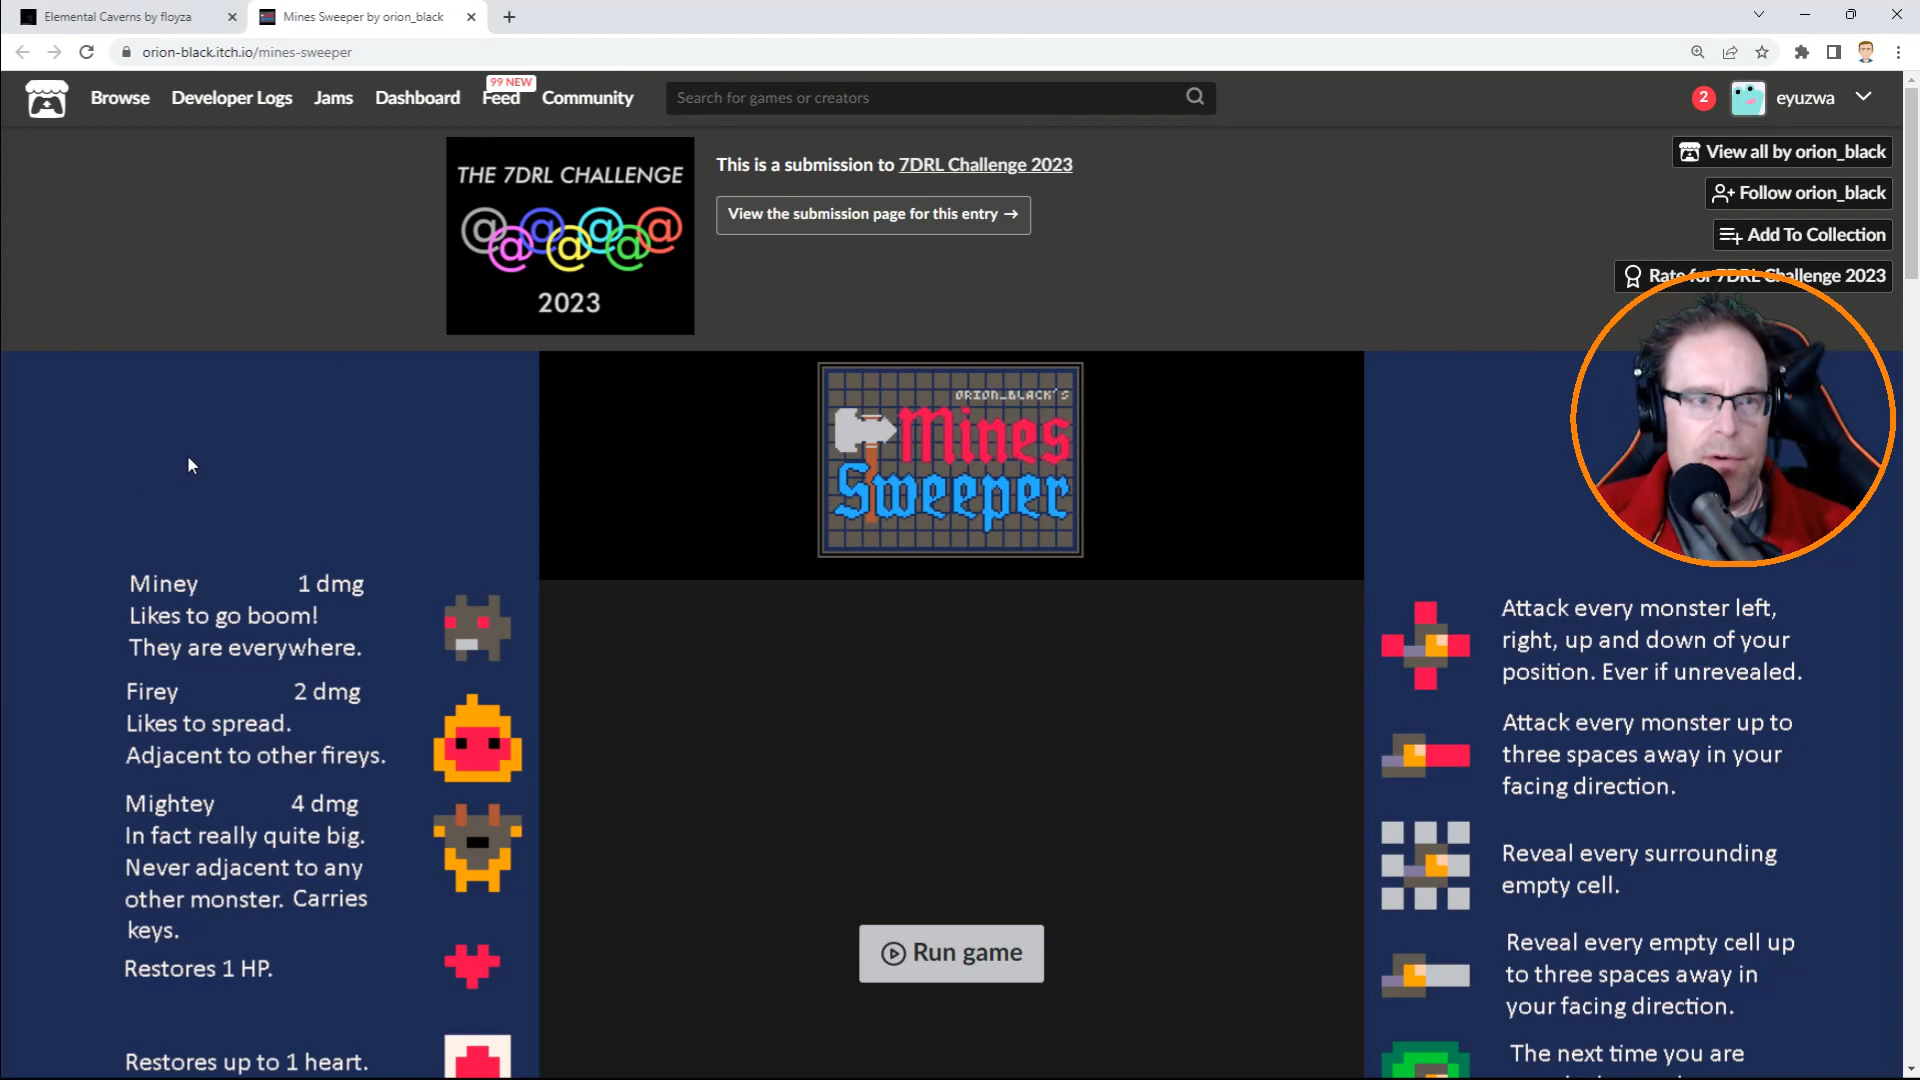 Elemental Caverns by floyza
Mines Sweeper by orion_black
orion-black.itch.io/mines-sweeper
Browse
Developer Logs
Jams
Dashboard
99 NEW
Feed
Community
Search for games or creators
2
eyuzwa
THE 7DRL CHALLENGE
@@@@@@@
2023
This is a submission to 7DRL Challenge 2023
View the submission page for this entry →
View all by orion_black
Follow orion_black
Add To Collection
Rate for 7DRL Challenge 2023
ORION_BLACK'S
Mines
Sweeper
Miney 1 dmg
Likes to go boom!
They are everywhere.
Firey 2 dmg
Likes to spread.
Adjacent to other fireys.
Mightey 4 dmg
In fact really quite big.
Never adjacent to any
other monster. Carries
keys.
Restores 1 HP.
Restores up to 1 heart.
Run game
Attack every monster left,
right, up and down of your
position. Ever if unrevealed.
Attack every monster up to
three spaces away in your
facing direction.
Reveal every surrounding
empty cell.
Reveal every empty cell up
to three spaces away in
your facing direction.
The next time you are